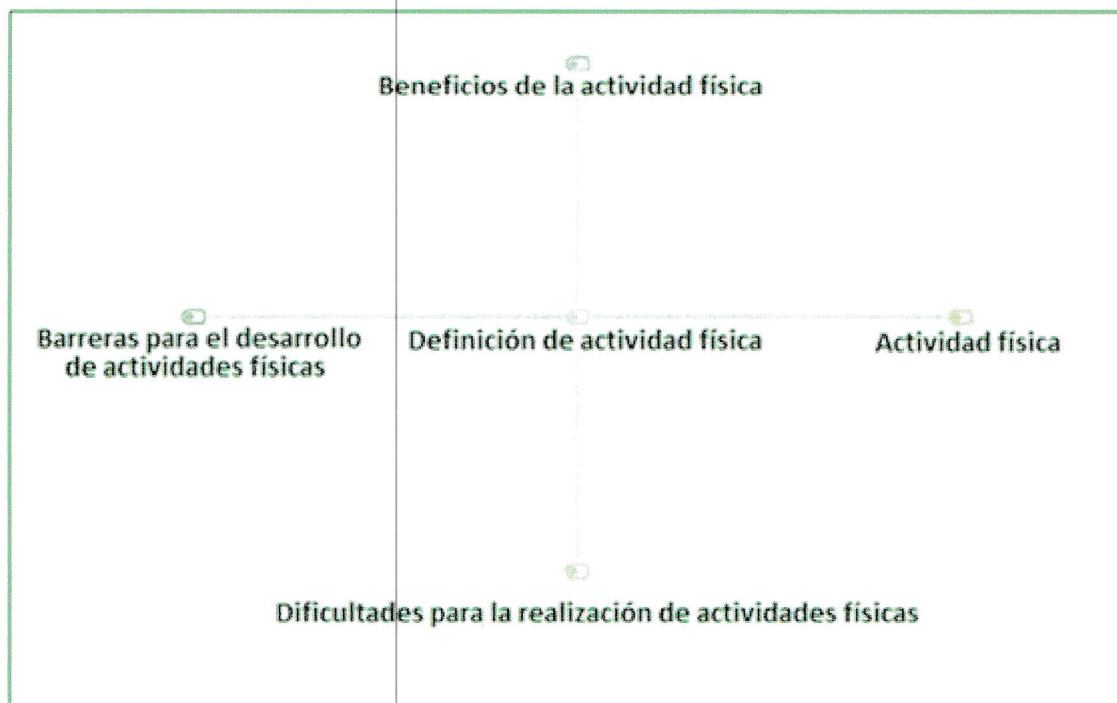 Beneficios de la actividad física
Barreras para el desarrollo
de actividades físicas
Definición de actividad física
Actividad física
Dificultades para la realización de actividades físicas